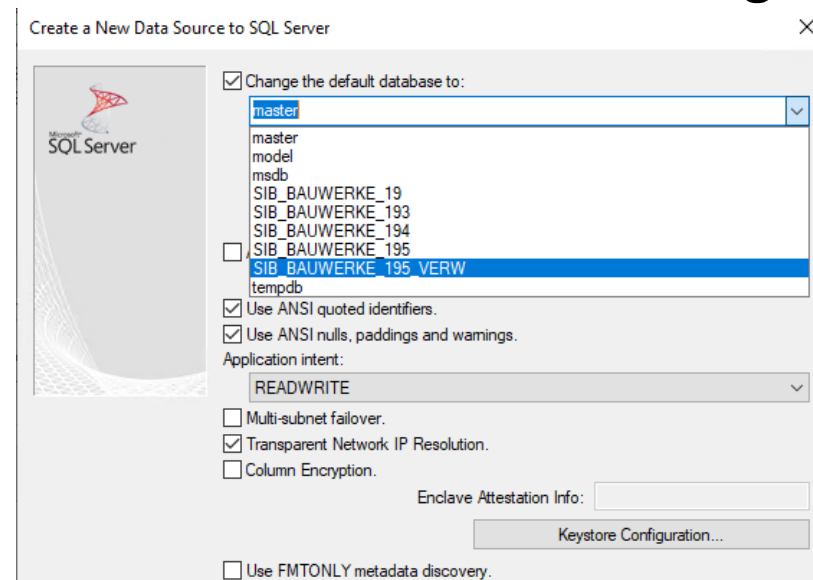 Create a New Data Source to SQL Server
Microsoft
SQL Server
Change the default database to:
master
master
model
msdb
SIB_BAUWERKE_19
SIB_BAUWERKE_193
SIB_BAUWERKE_194
SIB_BAUWERKE_195
SIB_BAUWERKE_195_VERW
tempdb
Use ANSI quoted identifiers.
Use ANSI nulls, paddings and warnings.
Application intent:
READWRITE
Multi-subnet failover.
Transparent Network IP Resolution.
Column Encryption.
Enclave Attestation Info:
Keystore Configuration...
Use FMTONLY metadata discovery.